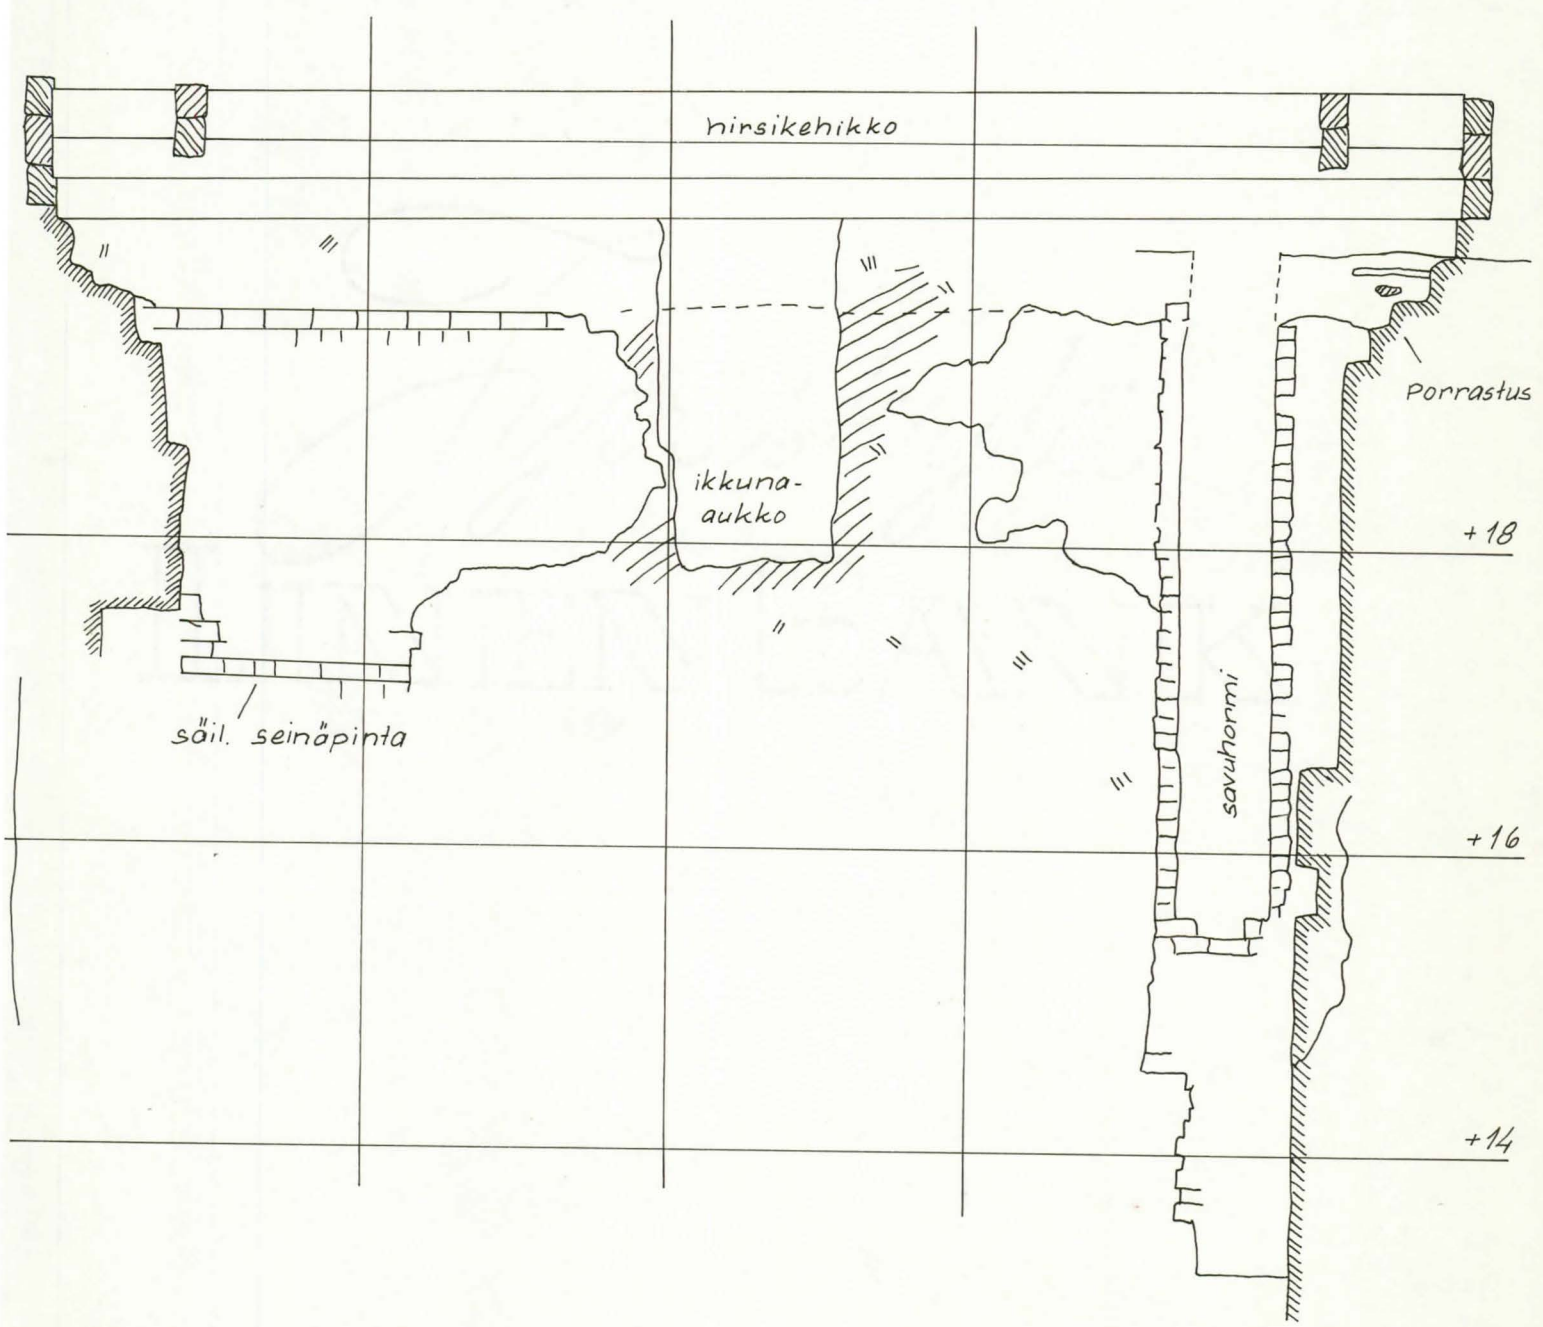 hirsikehikko
porrastus
ikkuna-
aukko
+18
säil. seinäpinta
savuhormi
+16
+14